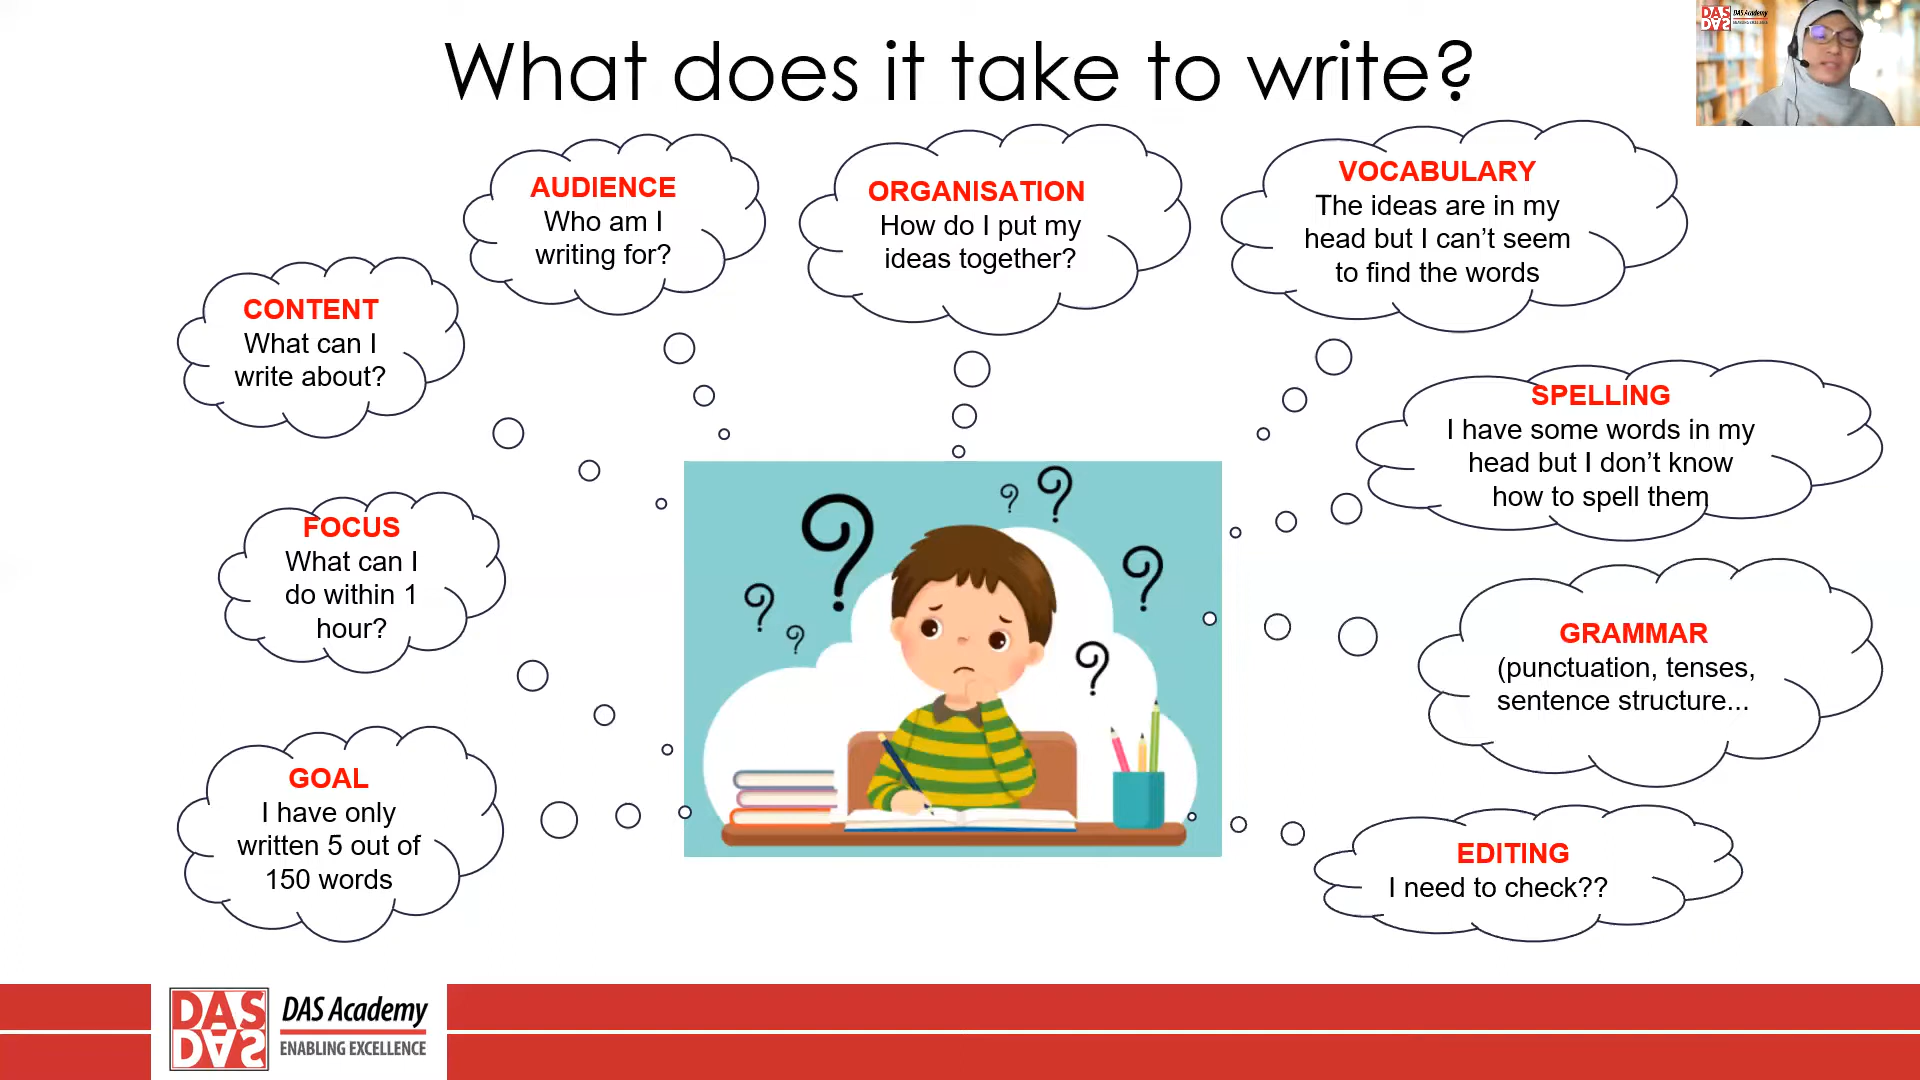 What does it take to write?
DAS DAS Academy
AUDIENCE
Who am I
writing for?
ORGANISATION
How do I put my
ideas together?
VOCABULARY
The ideas are in my
head but I can't seem
to find the words
CONTENT
What can I
write about?
SPELLING
I have some words in my
head but I don't know
how to spell them
FOCUS
What can I
do within 1
hour?
GRAMMAR
(punctuation, tenses,
sentence structure...
GOAL
I have only
written 5 out of
150 words
EDITING
I need to check??
? ? ? ? ? ? ? ?
DAS
DAS
DAS Academy
ENABLING EXCELLENCE